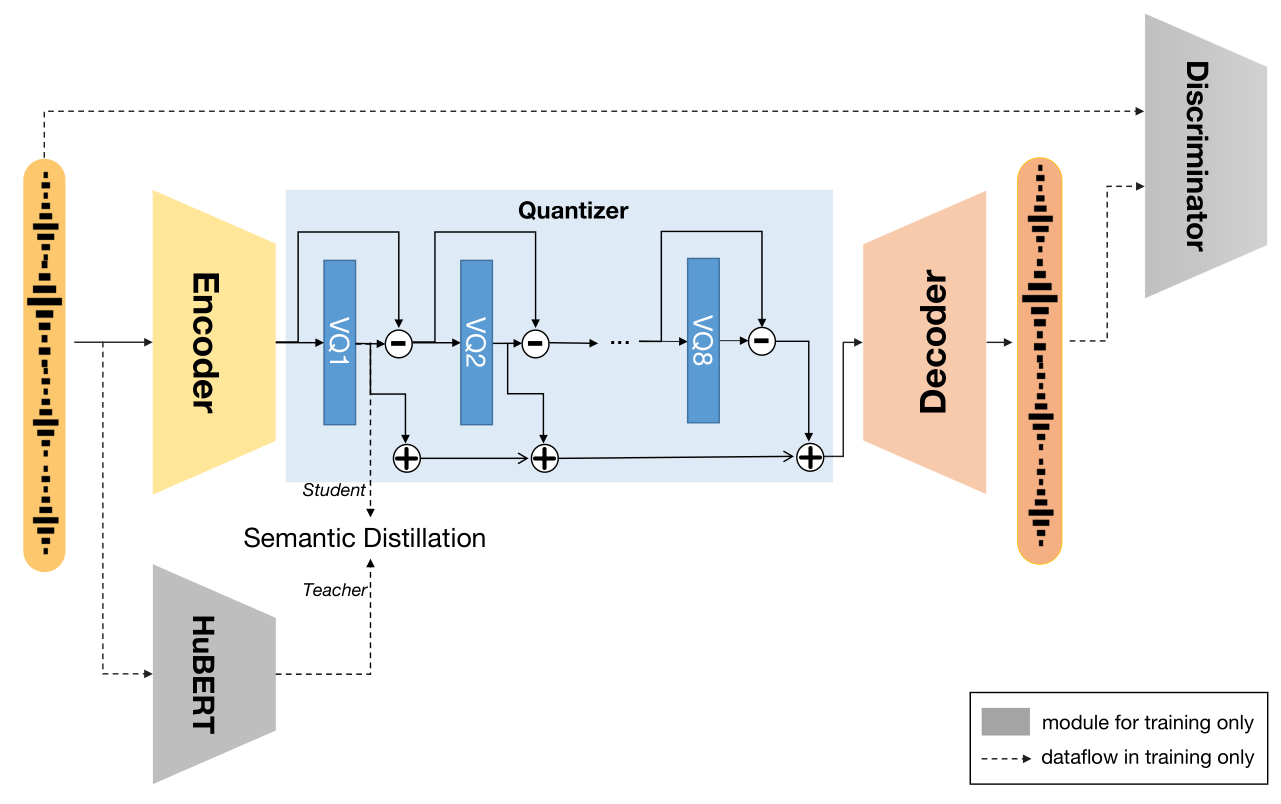 Discriminator
Quantizer
Encoder
VQ1
VQ2
...
VQ8
Decoper
Student
Semantic Distillation
Teacher
HuBERT
module for training only
dataflow in training only